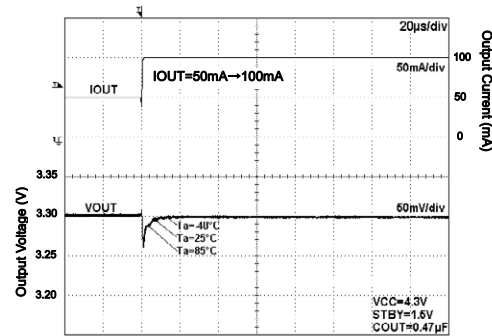 20µs/div
50mA/div
IOUT
IOUT=50mA→100mA
100
50
0
Output Current (mA)
3.35
3.30
3.25
3.20
Output Voltage (V)
VOUT
50mV/div
Ta=-40°C
Ta=25°C
Ta=85°C
VCC=4.3V
STBY=1.5V
COUT=0.47µF